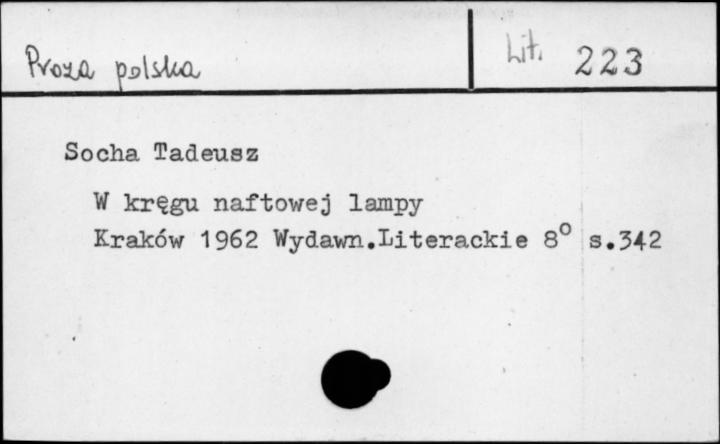 Proza polska
Lit. 223
Socha Tadeusz
W kręgu naftowej lampy
Kraków 1962 Wydawn.Literackie 8° s.342